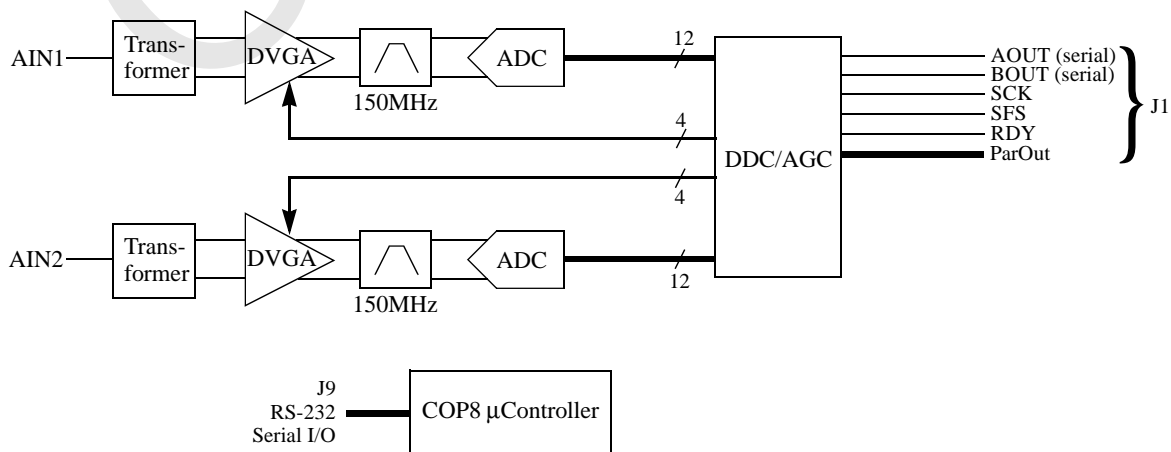 AIN1
Trans-
former
DVGA
150MHz
ADC
12
4
DDC/AGC
AOUT (serial)
BOUT (serial)
SCK
SFS
RDY
ParOut
J1
4
AIN2
Trans-
former
DVGA
150MHz
ADC
12
J9
RS-232
Serial I/O
COP8 μController